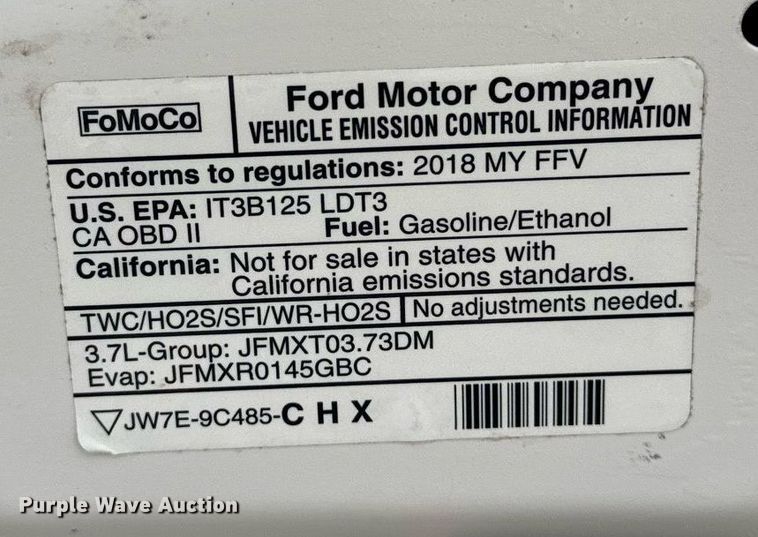 FoMoCo
Ford Motor Company
VEHICLE EMISSION CONTROL INFORMATION
Conforms to regulations: 2018 MY FFV
U.S. EPA: IT3B125 LDT3
CA OBD II Fuel: Gasoline/Ethanol
California: Not for sale in states with
California emissions standards.
TWC/HO2S/SFI/WR-HO2S No adjustments needed.
3.7L-Group: JFMXT03.73DM
Evap: JFMXR0145GBC
JW7E-9C485-C H X
Purple Wave Auction